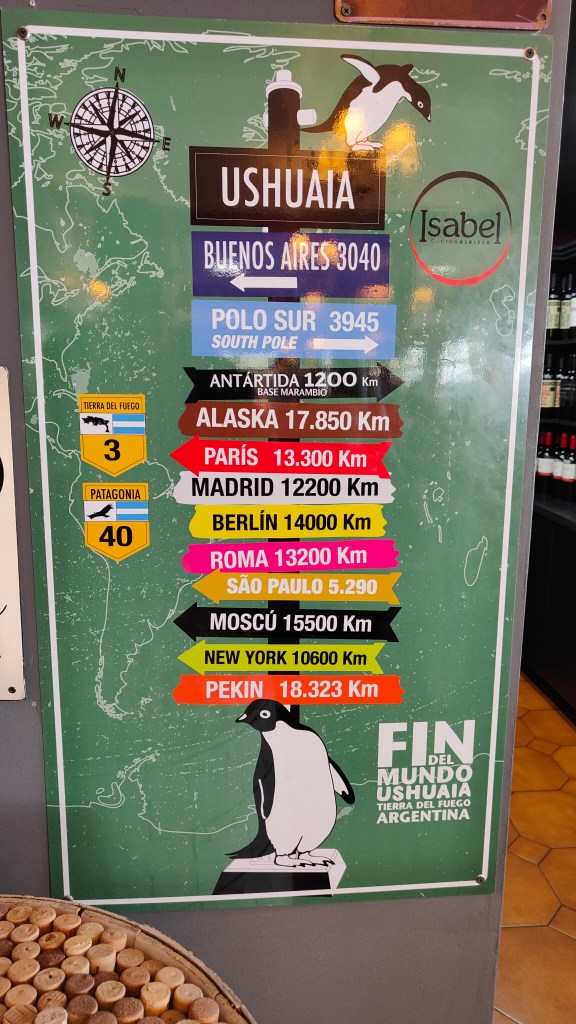 N
W
E
S
USHUAIA
Isabel
BUENOS AIRES 3040
POLO SUR 3945
SOUTH POLE
ANTÁRTIDA 1200 Km
BASE MARAMBIO
ALASKA 17.850 Km
TIERRA DEL FUEGO
3
PARÍS 13.300 Km
MADRID 12200 Km
PATAGONIA
40
BERLÍN 14000 Km
ROMA 13200 Km
SÃO PAULO 5.290
MOSCÚ 15500 Km
NEW YORK 10600 Km
PEKIN 18.323 Km
FIN
DEL
MUNDO
USHUAIA
TIERRA DEL FUEGO
ARGENTINA